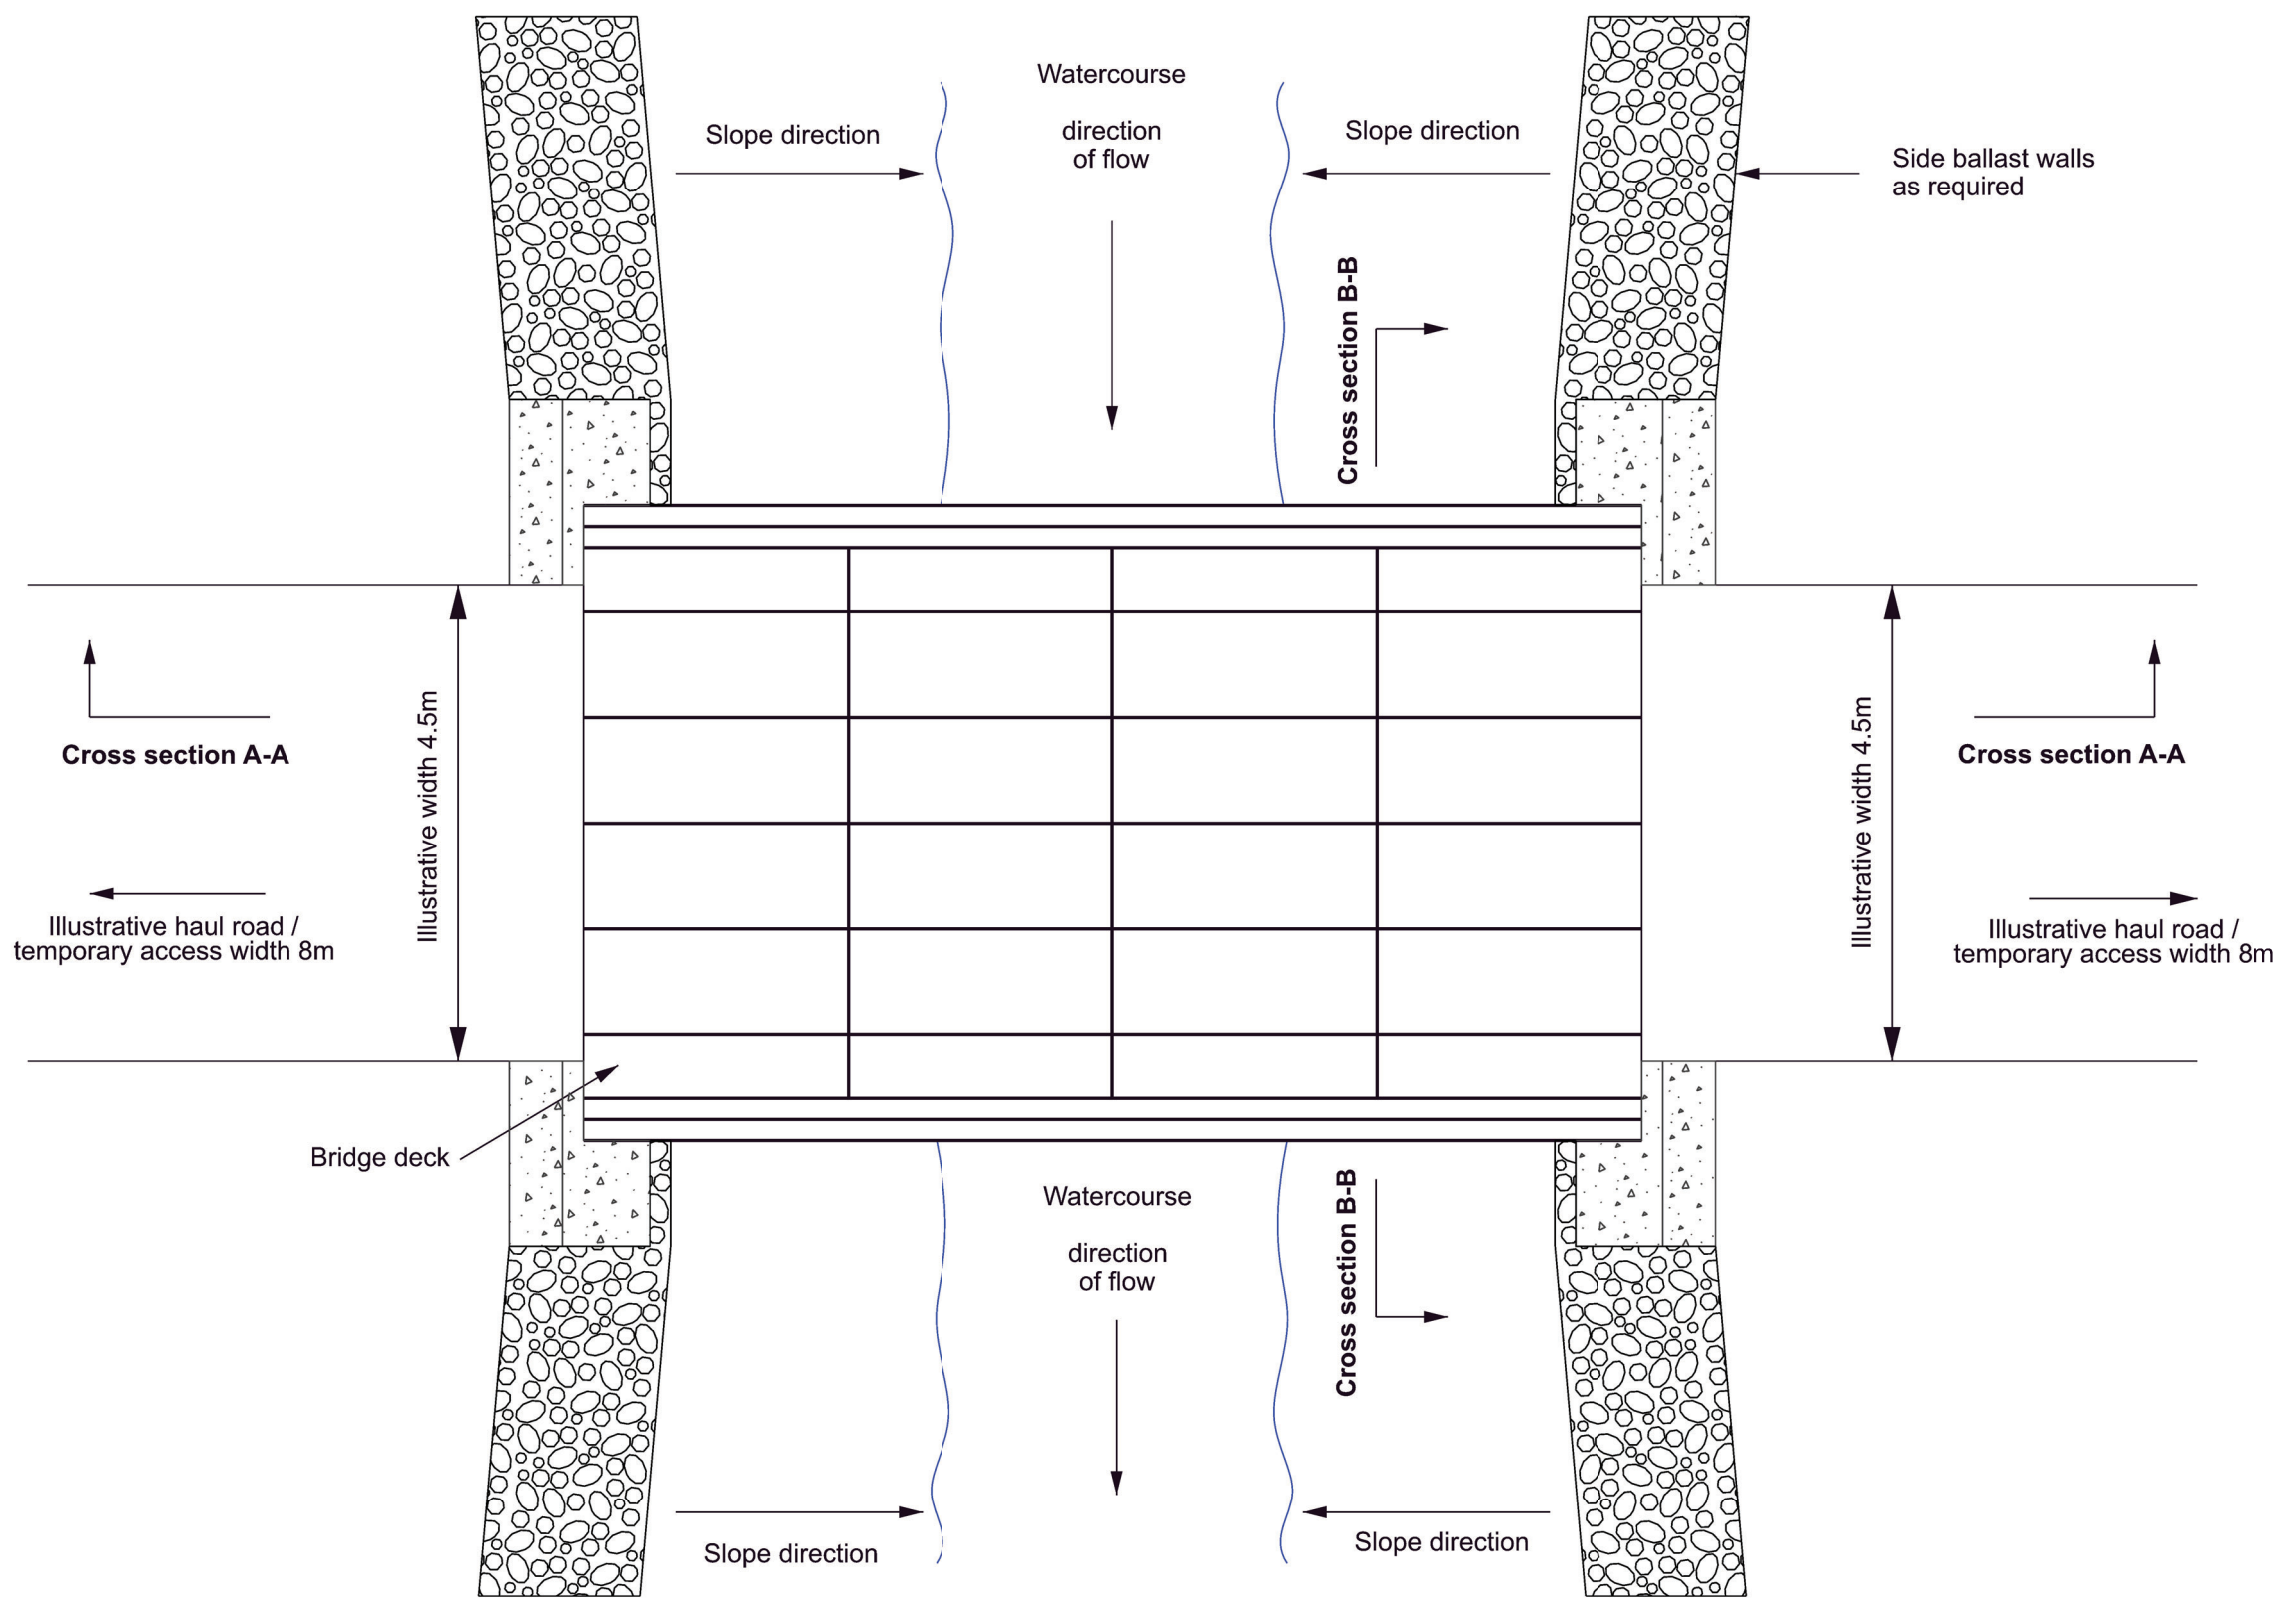 Watercourse
direction
of flow
Slope direction
Slope direction
Side ballast walls
as required
Cross section B-B
Illustrative width 4.5m
Illustrative width 4.5m
Cross section A-A
Cross section A-A
Illustrative haul road /
temporary access width 8m
Illustrative haul road /
temporary access width 8m
Bridge deck
Watercourse
direction
of flow
Cross section B-B
Slope direction
Slope direction